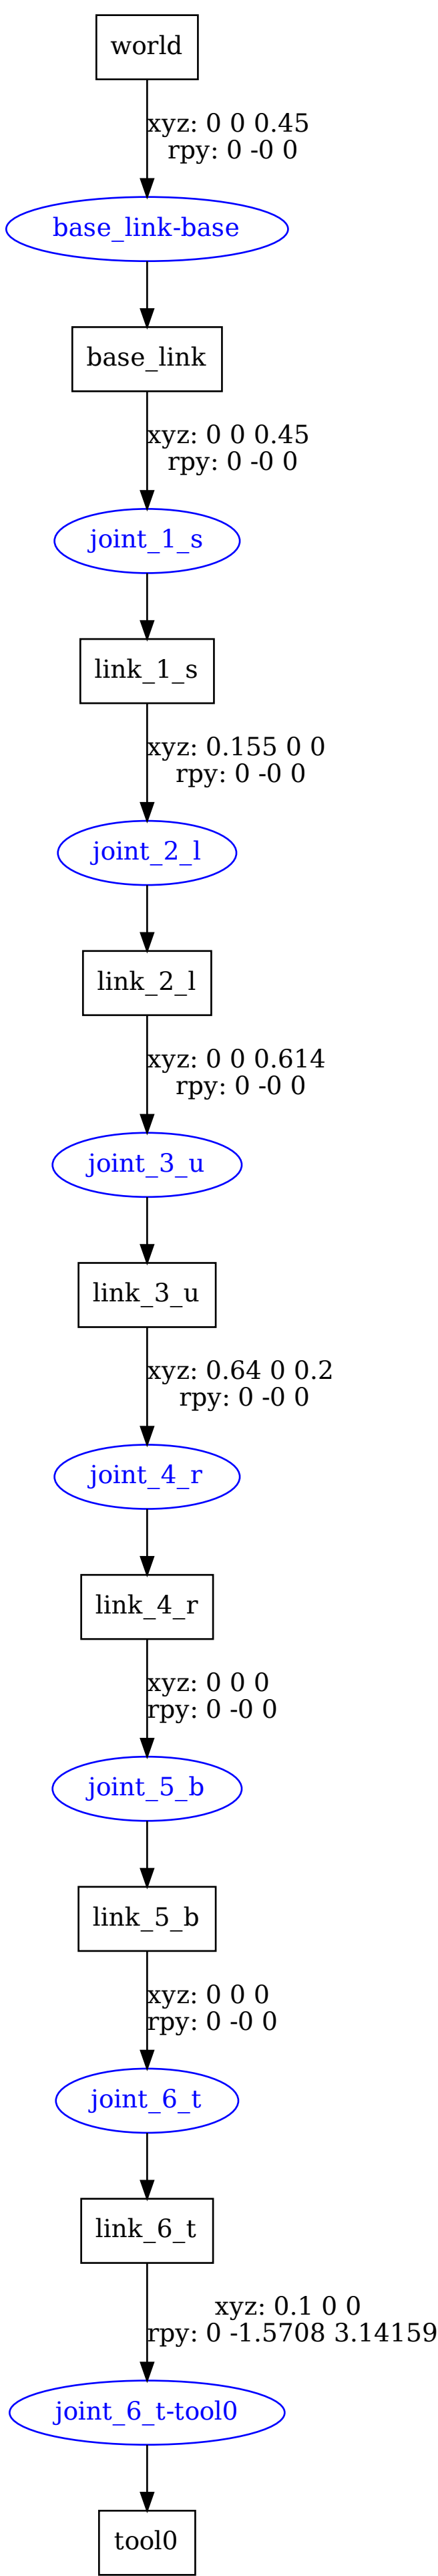 world
xyz: 0 0 0.45
rpy: 0 -0 0
base_link-base
base_link
xyz: 0 0 0.45
rpy: 0 -0 0
joint_1_s
link_1_s
xyz: 0.155 0 0
rpy: 0 -0 0
joint_2_l
link_2_l
xyz: 0 0 0.614
rpy: 0 -0 0
joint_3_u
link_3_u
xyz: 0.64 0 0.2
rpy: 0 -0 0
joint_4_r
link_4_r
xyz: 0 0 0
rpy: 0 -0 0
joint_5_b
link_5_b
xyz: 0 0 0
rpy: 0 -0 0
joint_6_t
link_6_t
xyz: 0.1 0 0
rpy: 0 -1.5708 3.14159
joint_6_t-tool0
tool0